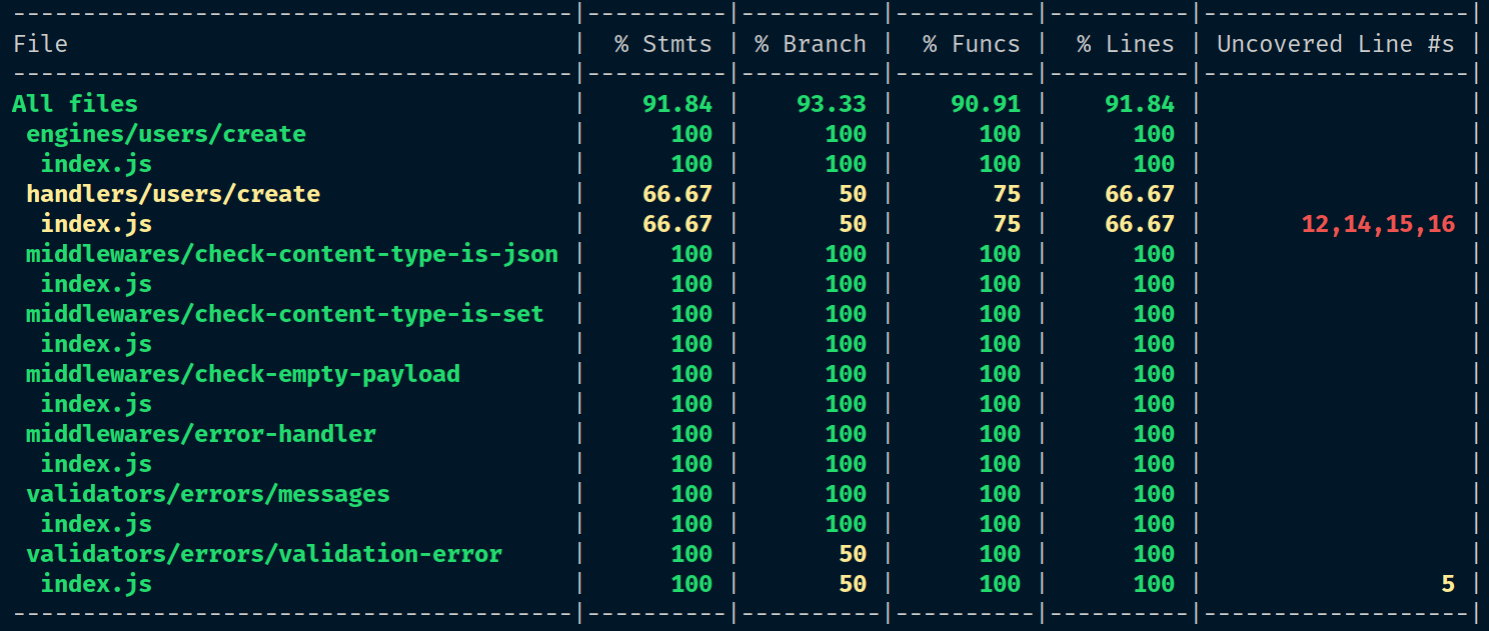 ----------------------------------------|----------|----------|----------|----------|-------------------|
File                                    |  % Stmts | % Branch |  % Funcs |  % Lines | Uncovered Line #s |
----------------------------------------|----------|----------|----------|----------|-------------------|
All files                               |    91.84 |    93.33 |    90.91 |    91.84 |                   |
 engines/users/create                   |      100 |      100 |      100 |      100 |                   |
  index.js                              |      100 |      100 |      100 |      100 |                   |
 handlers/users/create                  |    66.67 |       50 |       75 |    66.67 |                   |
  index.js                              |    66.67 |       50 |       75 |    66.67 |       12,14,15,16 |
 middlewares/check-content-type-is-json |      100 |      100 |      100 |      100 |                   |
  index.js                              |      100 |      100 |      100 |      100 |                   |
 middlewares/check-content-type-is-set  |      100 |      100 |      100 |      100 |                   |
  index.js                              |      100 |      100 |      100 |      100 |                   |
 middlewares/check-empty-payload        |      100 |      100 |      100 |      100 |                   |
  index.js                              |      100 |      100 |      100 |      100 |                   |
 middlewares/error-handler              |      100 |      100 |      100 |      100 |                   |
  index.js                              |      100 |      100 |      100 |      100 |                   |
 validators/errors/messages             |      100 |      100 |      100 |      100 |                   |
  index.js                              |      100 |      100 |      100 |      100 |                   |
 validators/errors/validation-error     |      100 |       50 |      100 |      100 |                   |
  index.js                              |      100 |       50 |      100 |      100 |                 5 |
----------------------------------------|----------|----------|----------|----------|-------------------|